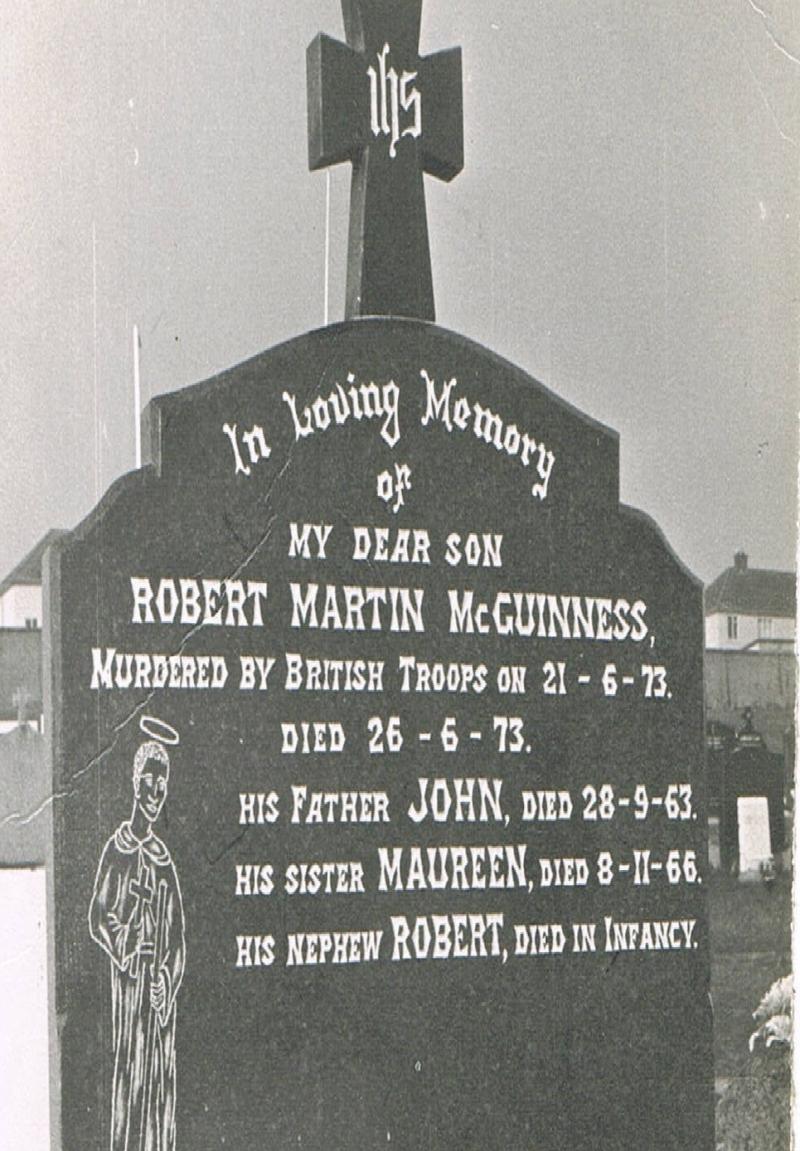 IHS
In Loving Memory
of
MY DEAR SON
ROBERT MARTIN McGUINNESS,
MURDERED BY BRITISH TROOPS ON 21-6-73.
DIED 26-6-73.
HIS FATHER JOHN, DIED 28-9-63.
HIS SISTER MAUREEN, DIED 8-11-66.
HIS NEPHEW ROBERT, DIED IN INFANCY.